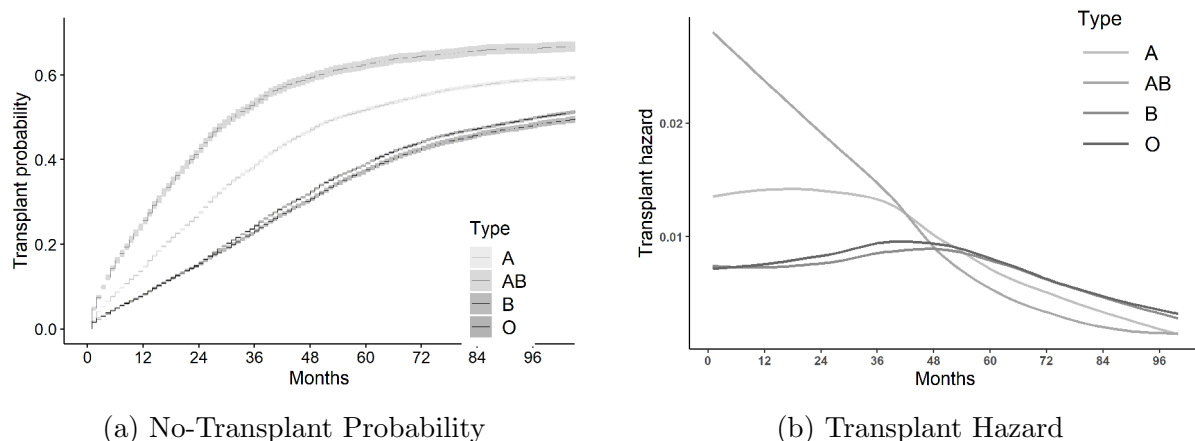 Transplant probability
0.6
0.4
0.2
0.0
0 12 24 36 48 60 72 84 96
Months
Type
A
AB
B
O
(a) No-Transplant Probability
Transplant hazard
0.02
0.01
0 12 24 36 48 60 72 84 96
Months
Type
A
AB
B
O
(b) Transplant Hazard